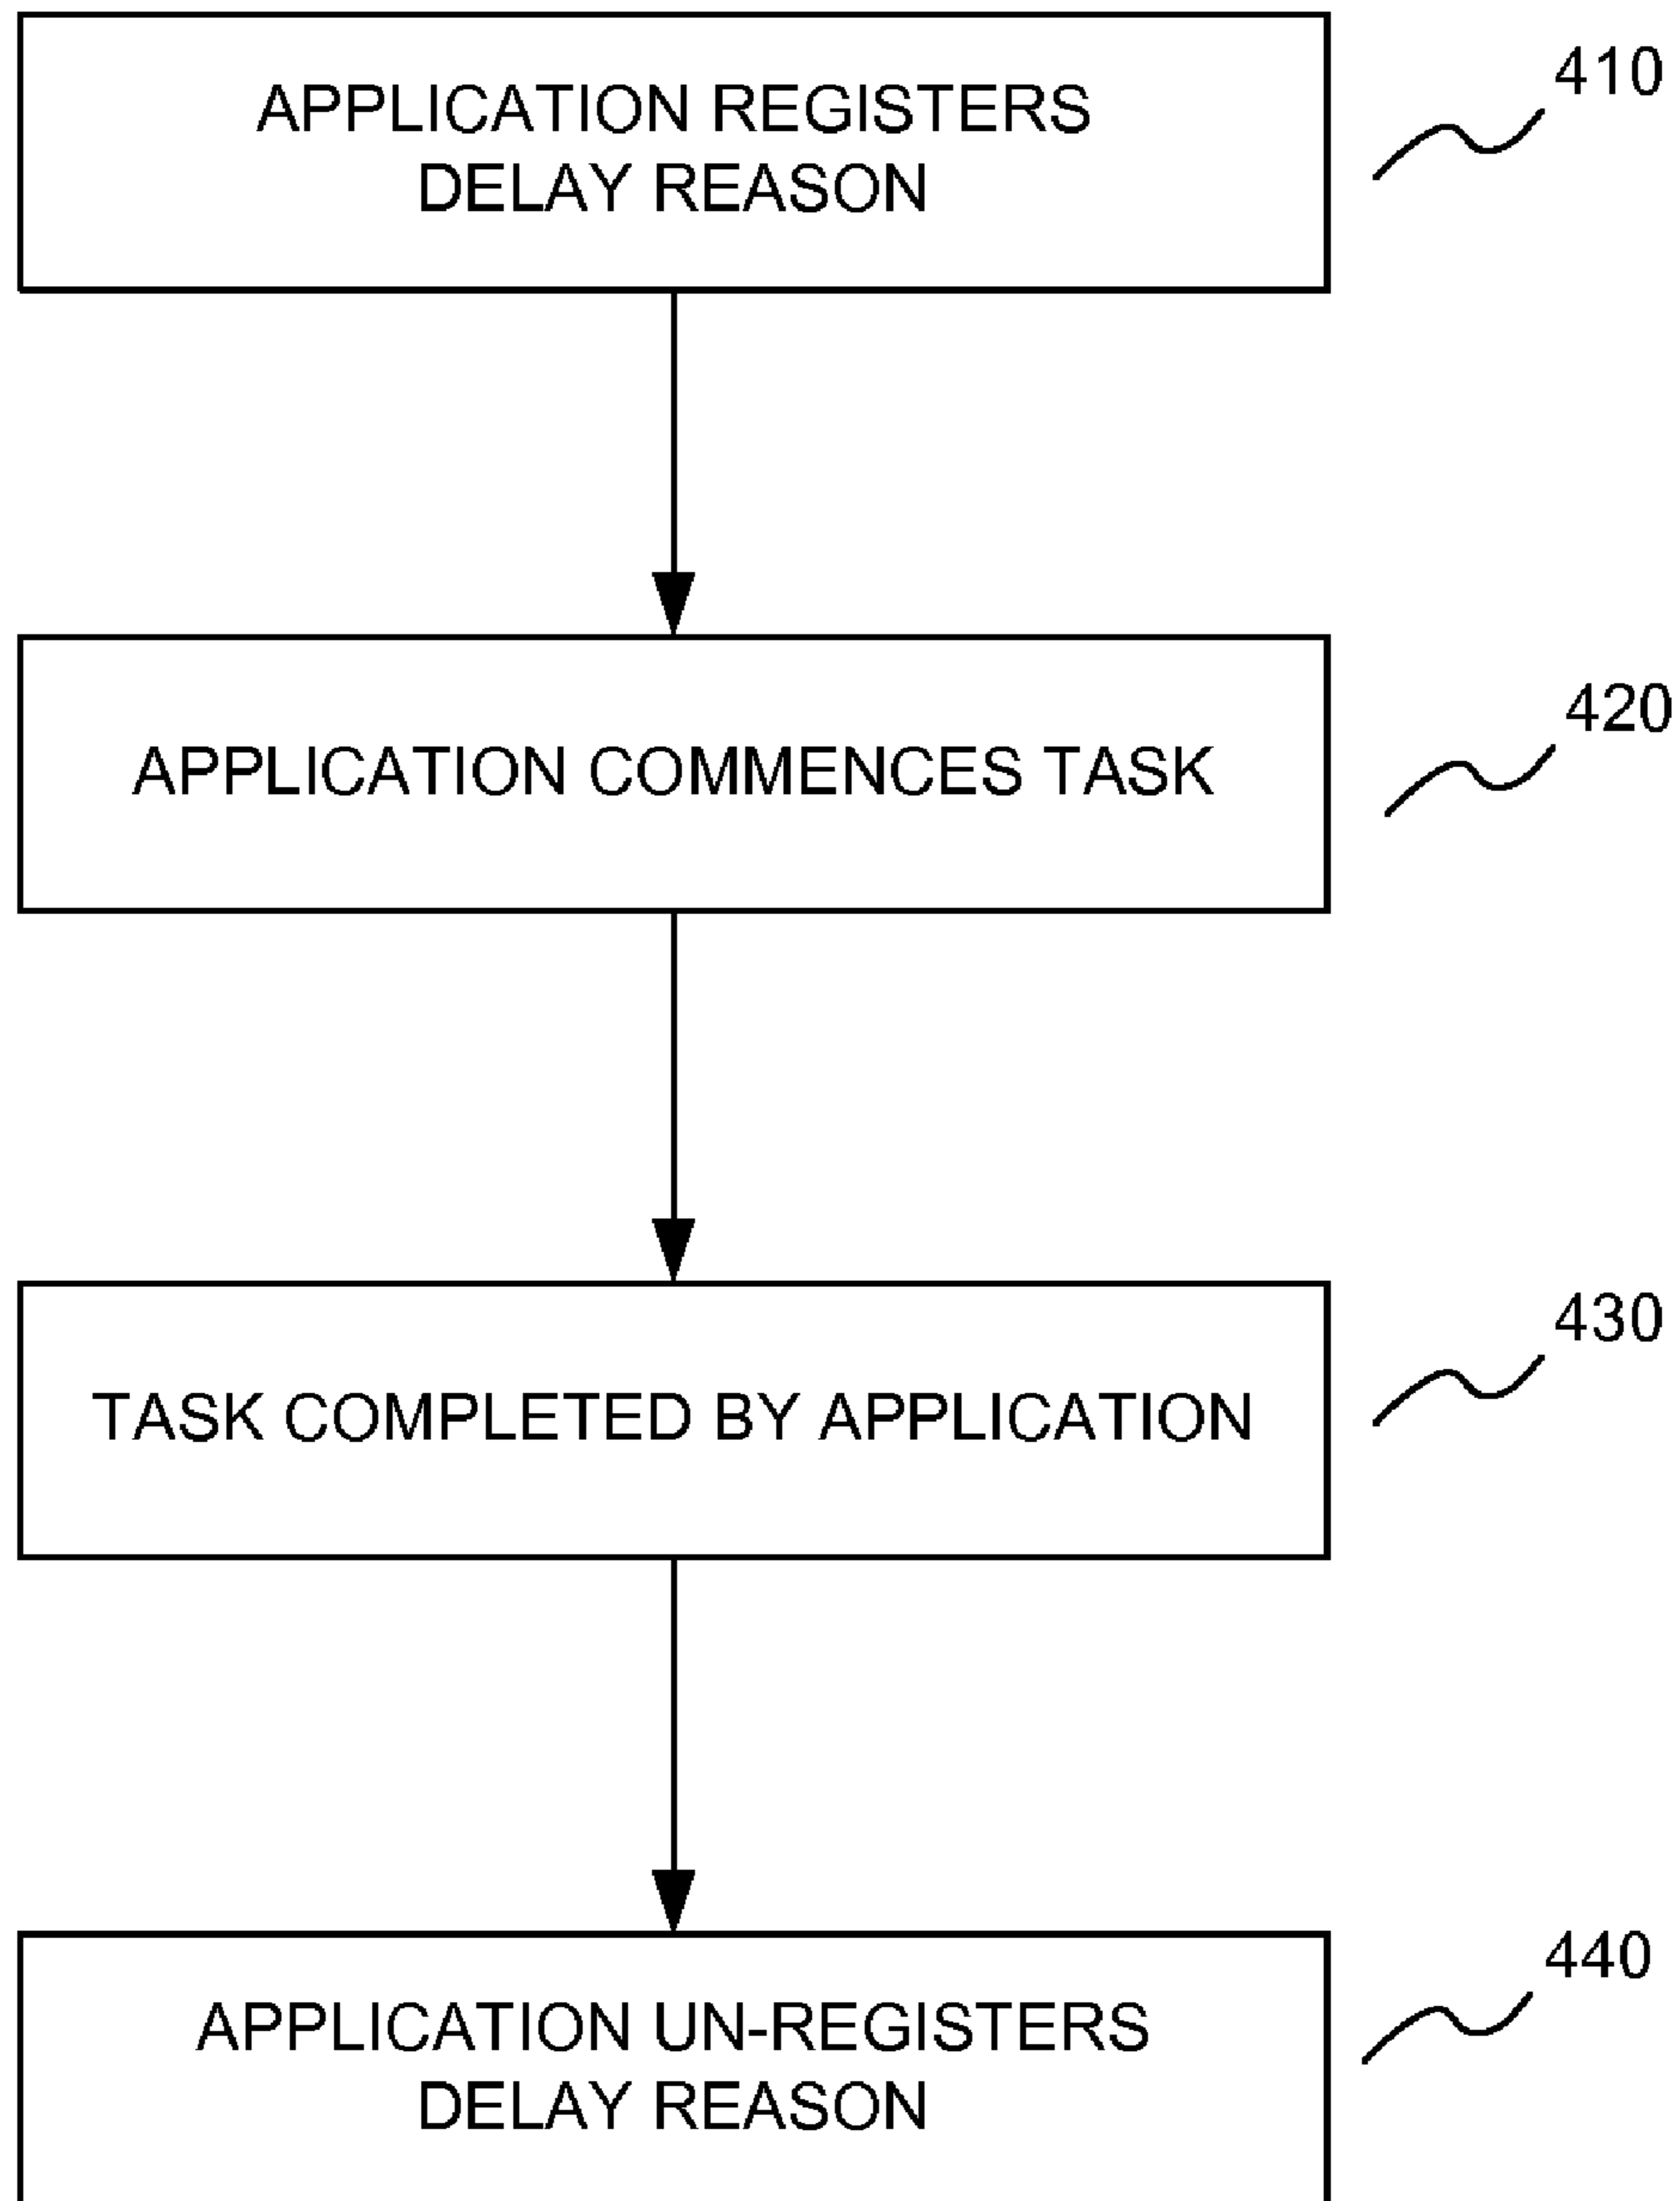 APPLICATION REGISTERS
DELAY REASON
410
APPLICATION COMMENCES TASK
420
TASK COMPLETED BY APPLICATION
430
APPLICATION UN-REGISTERS
DELAY REASON
440